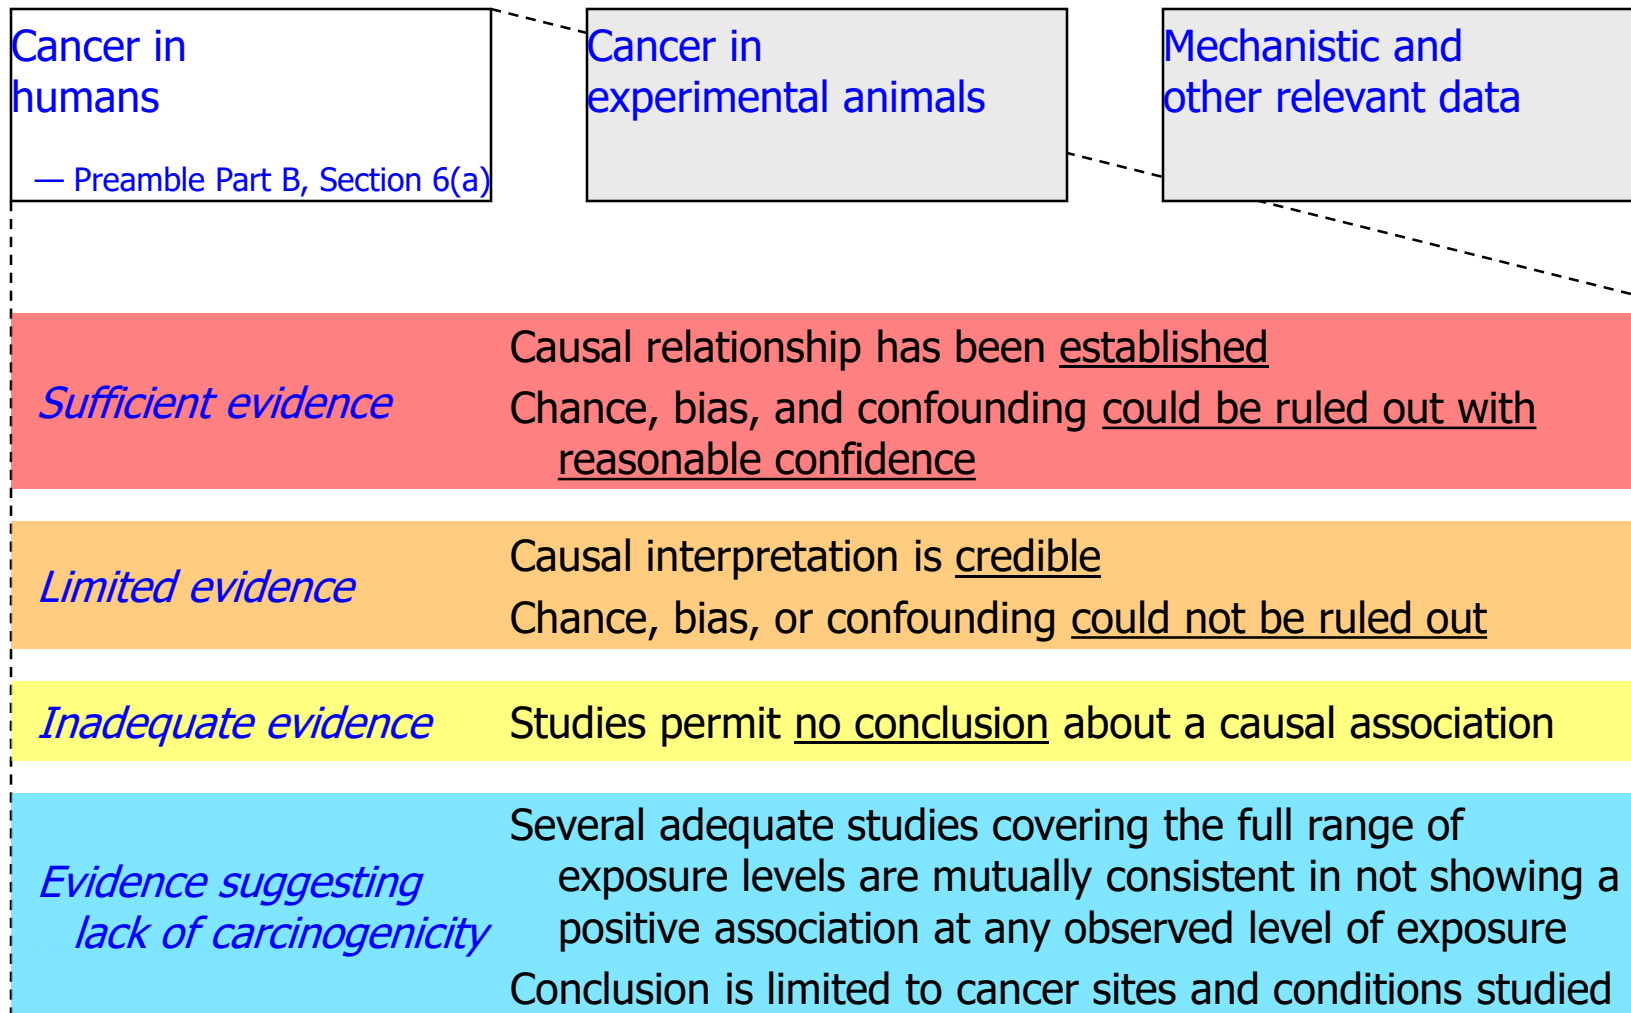 Cancer in
humans
— Preamble Part B, Section 6(a)
Cancer in
experimental animals
Mechanistic and
other relevant data
Sufficient evidence
Causal relationship has been established
Chance, bias, and confounding could be ruled out with
reasonable confidence
Limited evidence
Causal interpretation is credible
Chance, bias, or confounding could not be ruled out
Inadequate evidence
Studies permit no conclusion about a causal association
Evidence suggesting
lack of carcinogenicity
Several adequate studies covering the full range of
exposure levels are mutually consistent in not showing a
positive association at any observed level of exposure
Conclusion is limited to cancer sites and conditions studied